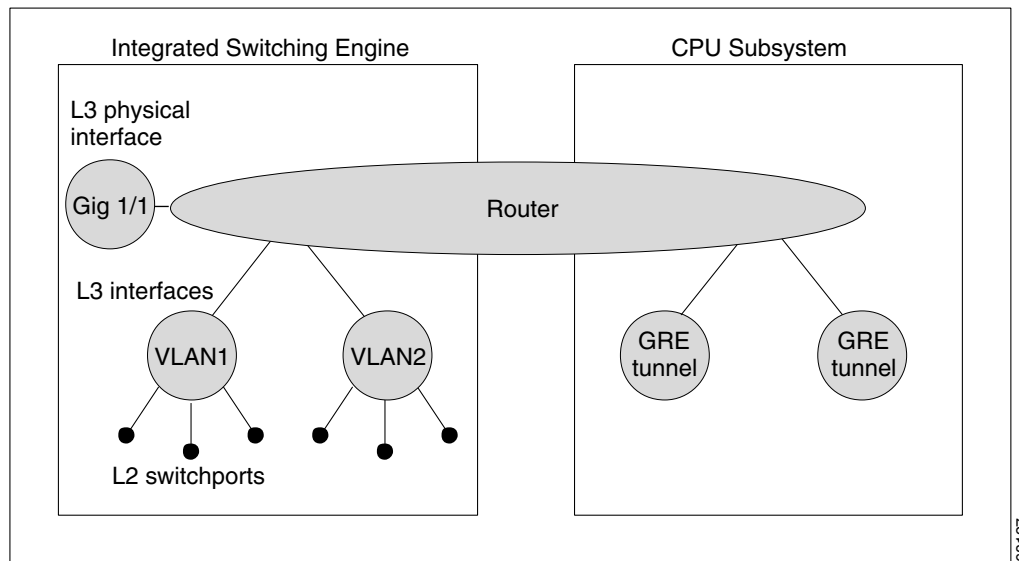 Integrated Switching Engine
CPU Subsystem
L3 physical
interface
Gig 1/1
Router
L3 interfaces
VLAN1
VLAN2
GRE
tunnel
GRE
tunnel
L2 switchports